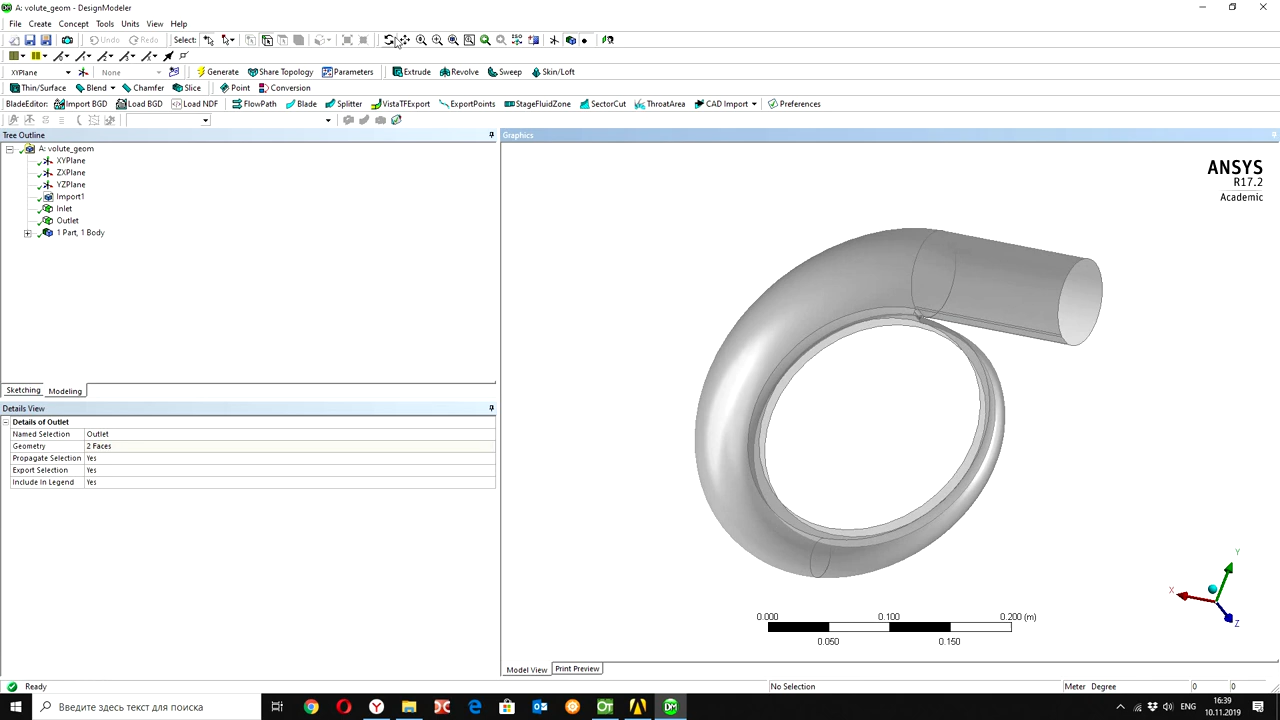 A: volute_geom - DesignModeler
File Create Concept Tools Units View Help
Undo Redo Select:
XYPlane None Generate Share Topology Parameters Extrude Revolve Sweep Skin/Loft
Thin/Surface Blend Chamfer Slice Point Conversion
BladeEditor: Import BGD Load BGD Load NDF FlowPath Blade Splitter VistaTFExport ExportPoints StageFluidZone SectorCut ThroatArea CAD Import Preferences
Tree Outline
A: volute_geom
XYPlane
ZXPlane
YZPlane
Import1
Inlet
Outlet
1 Part, 1 Body
Sketching Modeling
Details View
Details of Outlet
Named Selection Outlet
Geometry 2 Faces
Propagate Selection Yes
Export Selection Yes
Include In Legend Yes
Graphics
ANSYS
R17.2
Academic
Y
X
Z
0.000 0.100 0.200 (m)
0.050 0.150
Model View Print Preview
Ready No Selection Meter Degree 0 0
Введите здесь текст для поиска
ENG
16:39
10.11.2019